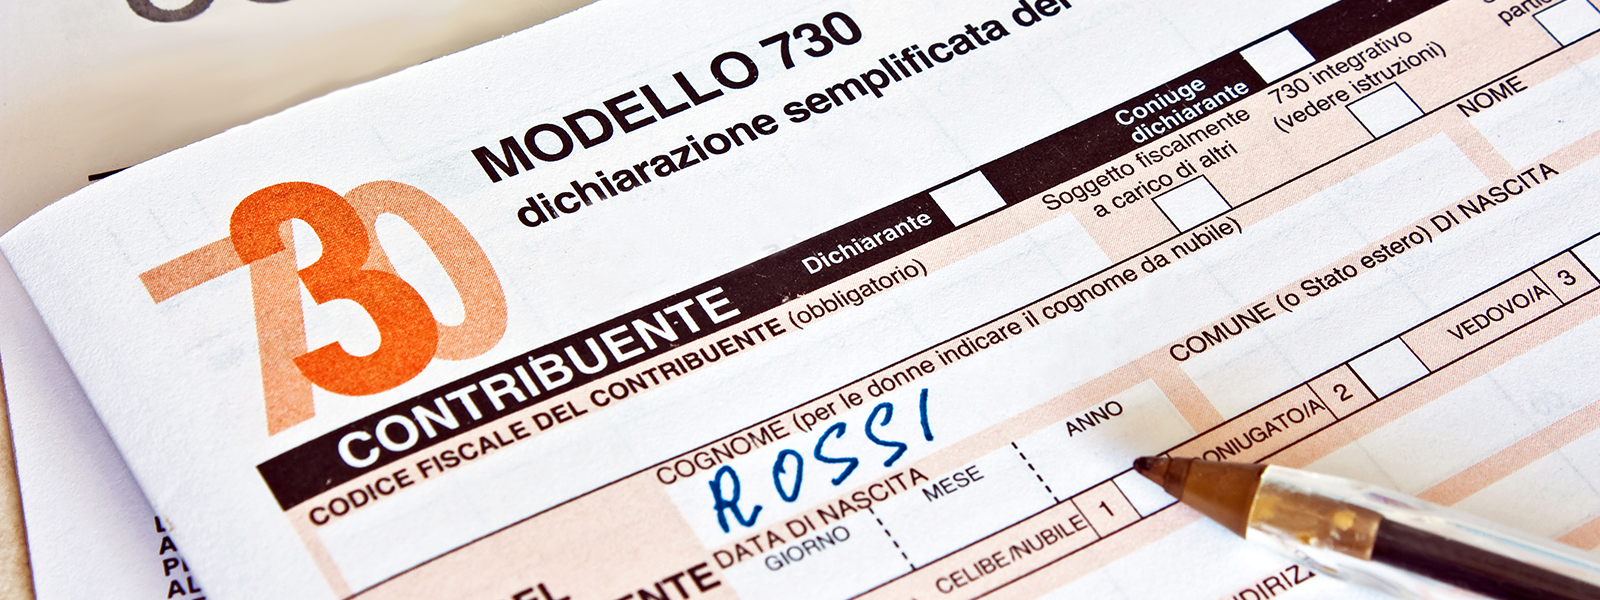 MODELLO 730
dichiarazione semplificata
730
CONTRIBUENTE
Dichiarante
Coniuge
dichiarante
CODICE FISCALE DEL CONTRIBUENTE (obbligatorio)
Soggetto fiscalmente
a carico di altri
730 integrativo
(vedere istruzioni)
COGNOME (per le donne indicare il cognome da nubile)
NOME
ROSSI
DATA DI NASCITA
GIORNO
MESE
ANNO
COMUNE (o Stato estero) DI NASCITA
CELIBE/NUBILE 1
CONIUGATO/A 2
VEDOVO/A 3